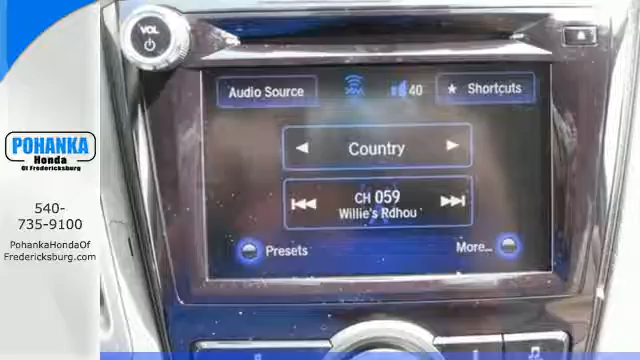 VOL
Audio Source
40
★ Shortcuts
Country
CH 059
Willie's Rdhou
Presets
More...
POHANKA
Honda
Of Fredericksburg
540-
735-9100
PohankaHondaOf
Fredericksburg.com